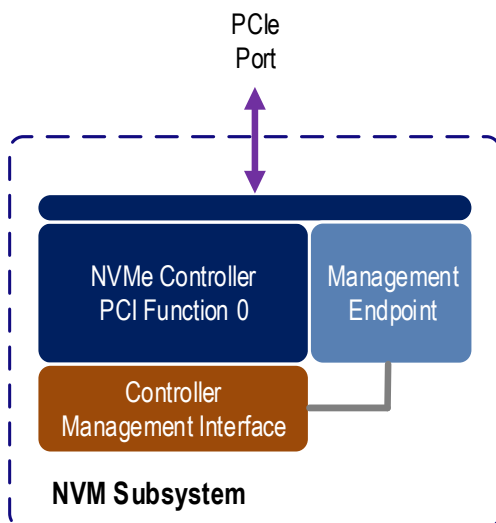 PCIe
Port
NVMe Controller
PCI Function 0
Management
Endpoint
Controller
Management Interface
NVM Subsystem